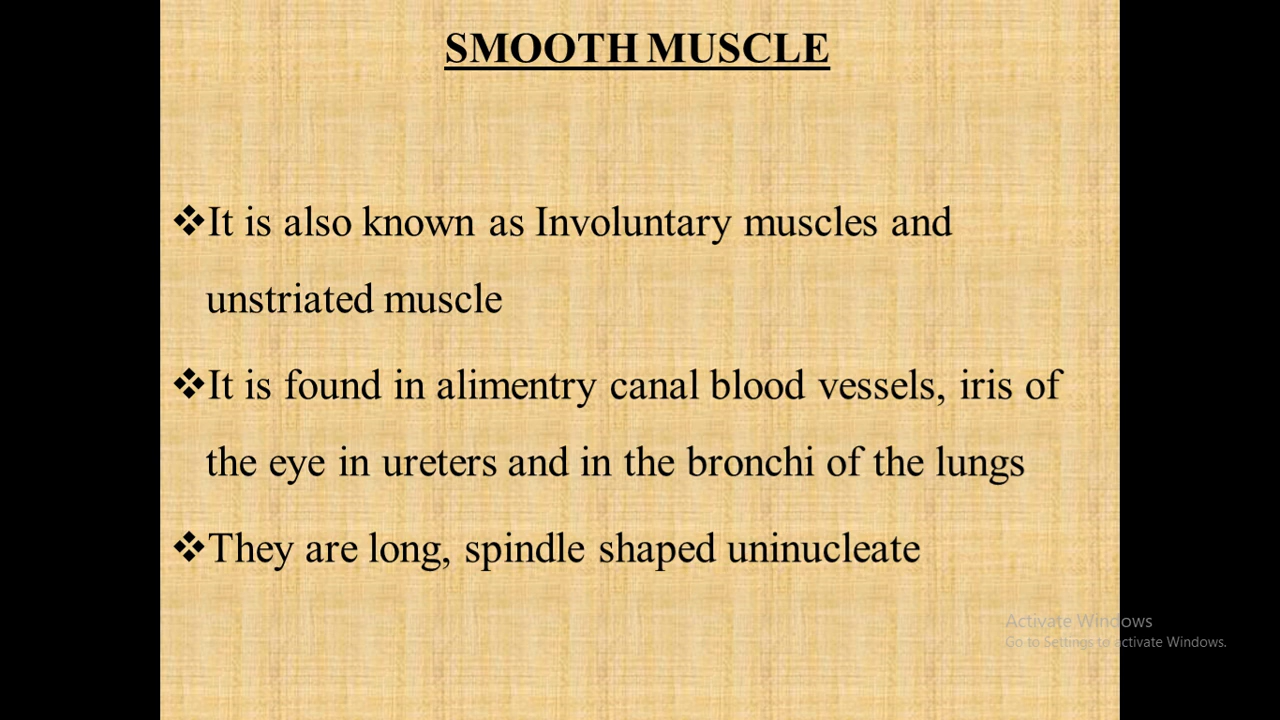 SMOOTH MUSCLE
❖It is also known as Involuntary muscles and
unstriated muscle
❖It is found in alimentry canal blood vessels, iris of
the eye in ureters and in the bronchi of the lungs
❖They are long, spindle shaped uninucleate
Activate Windows
Go to Settings to activate Windows.